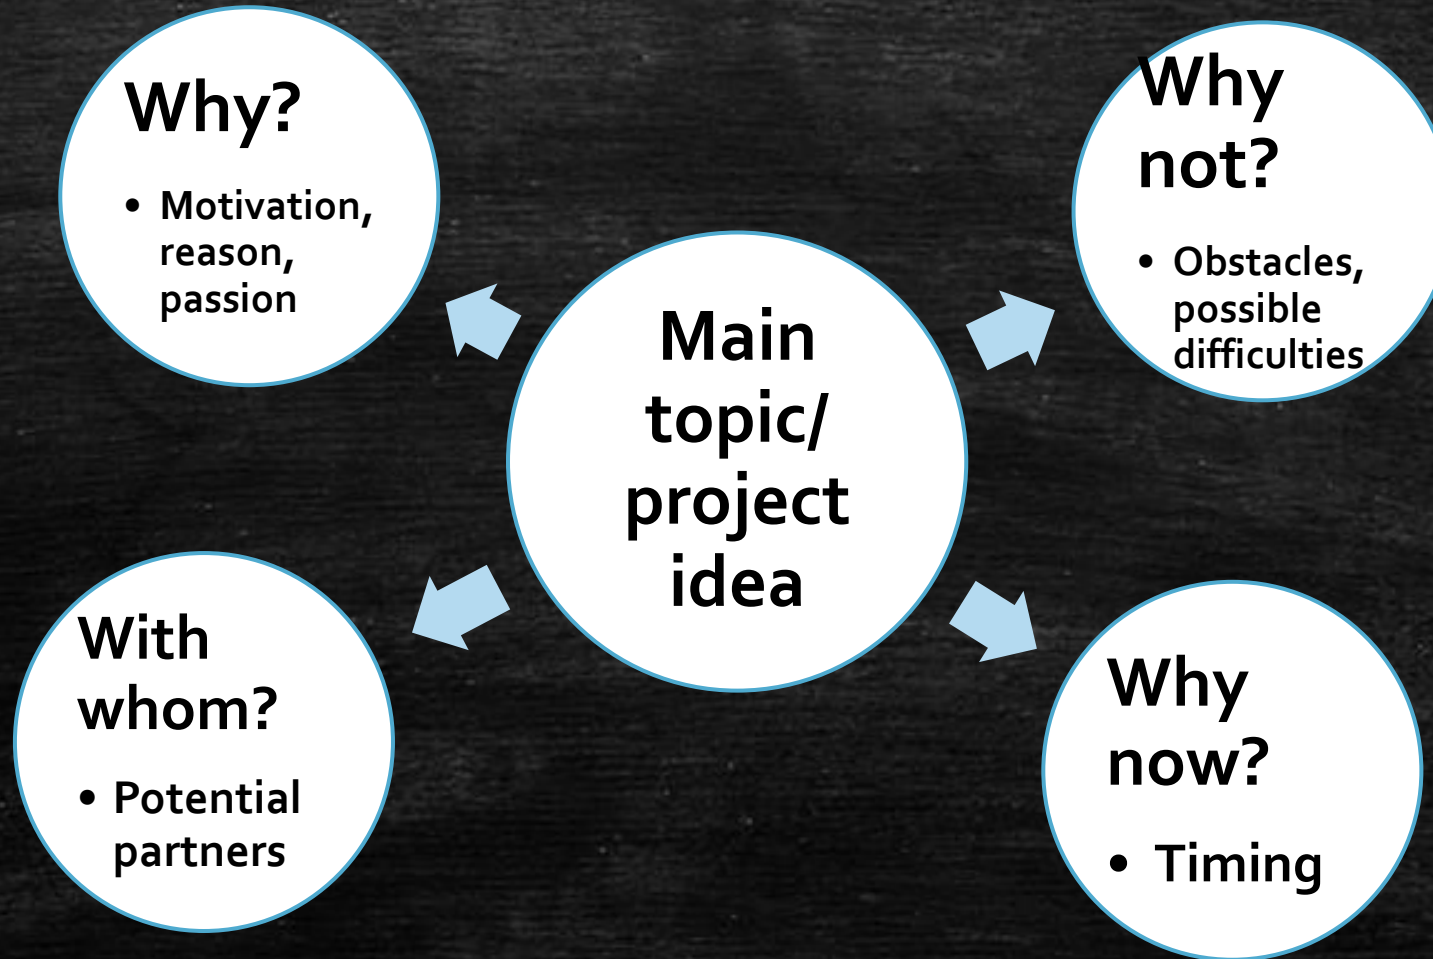 Why?
• Motivation,
reason,
passion
Why
not?
• Obstacles,
possible
difficulties
Main
topic/
project
idea
With
whom?
• Potential
partners
Why
now?
• Timing